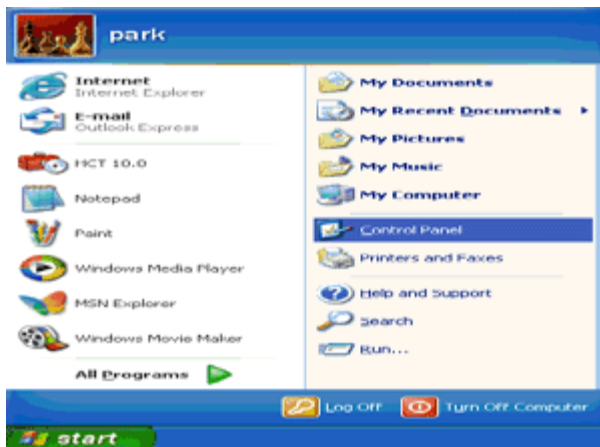 park
Internet
Internet Explorer
E-mail
Outlook Express
HCT 10.0
Notepad
Paint
Windows Media Player
MSN Explorer
Windows Movie Maker
All Programs
My Documents
My Recent Documents
My Pictures
My Music
My Computer
Control Panel
Printers and Faxes
Help and Support
Search
Run...
Log Off
Turn Off Computer
start